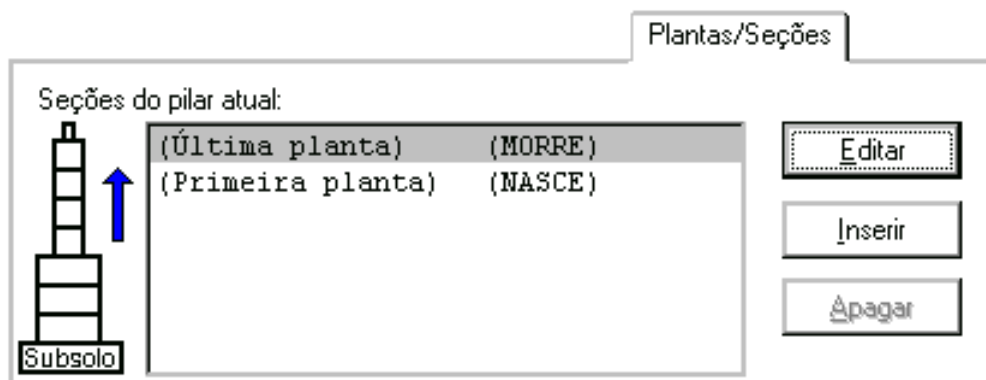 Plantas/Seções
Seções do pilar atual:
(Última planta) (MORRE)
(Primeira planta) (NASCE)
Editar
Inserir
Apagar
Subsolo